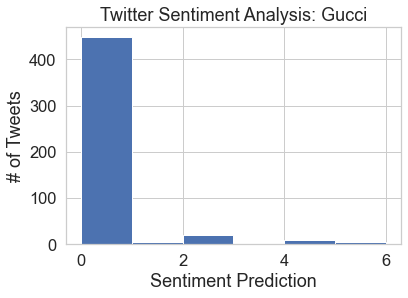 Twitter Sentiment Analysis: Gucci
# of Tweets
400
300
200
100
0
0 2 4 6
Sentiment Prediction